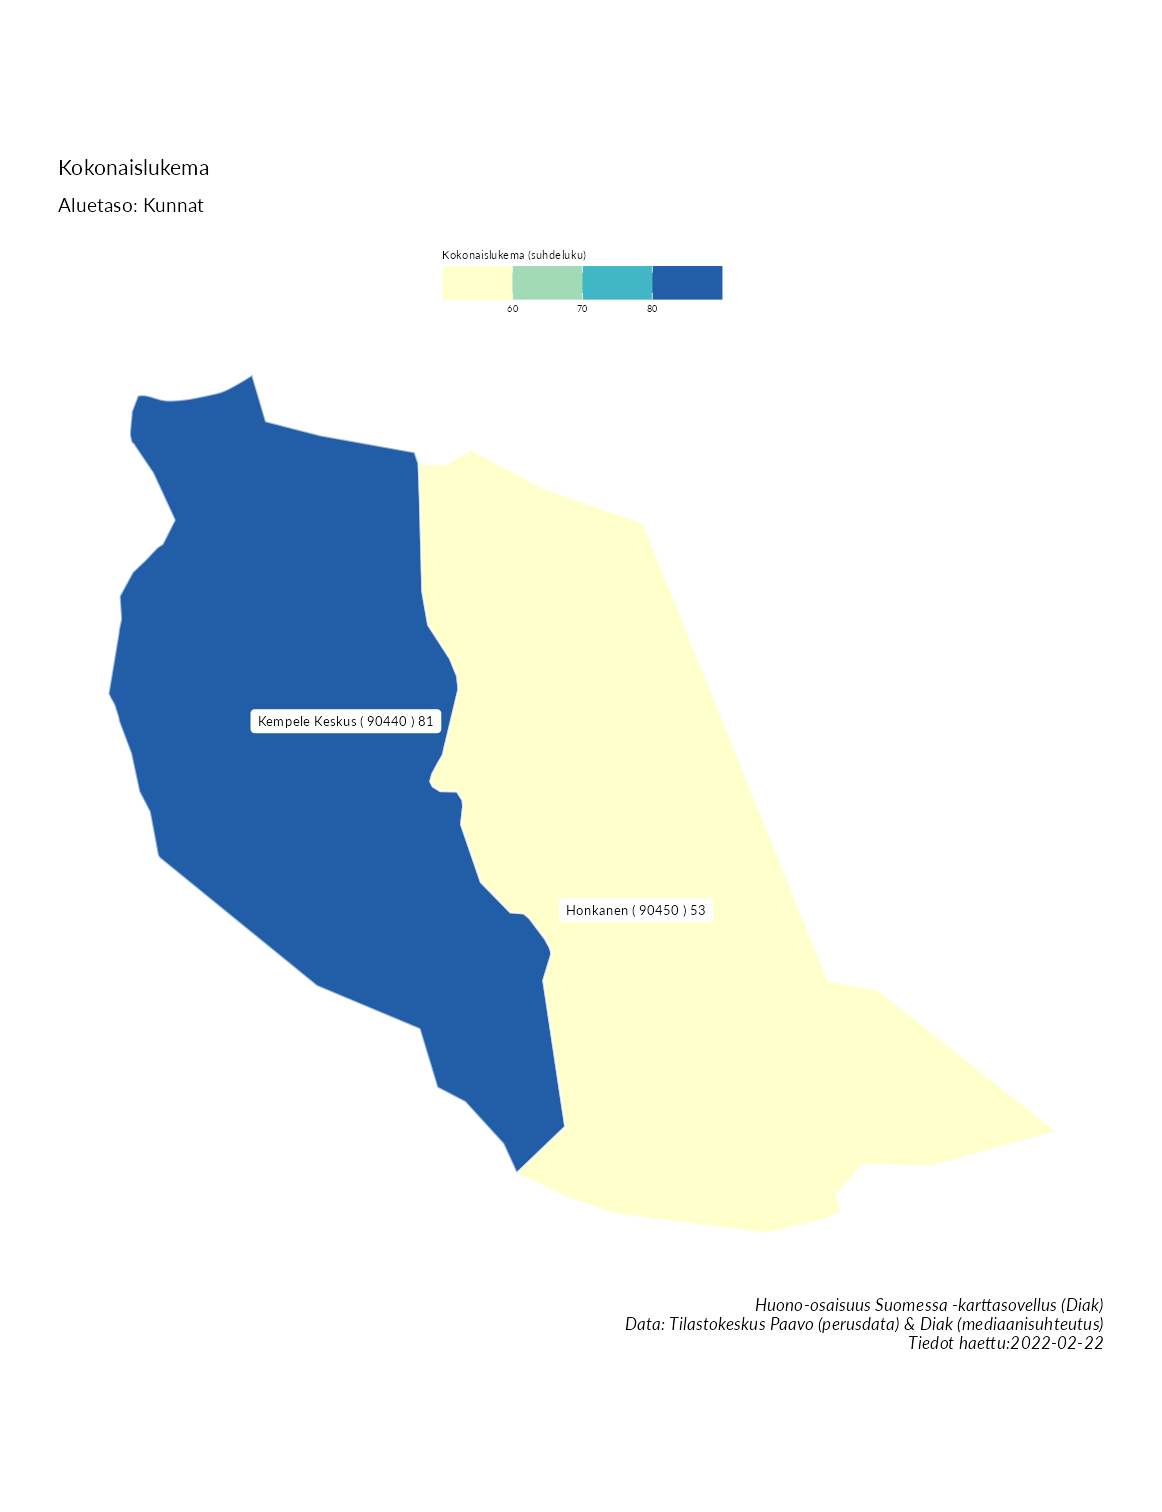 Kokonaislukema
Aluetaso: Kunnat
Kokonaislukema (suhdeluku)
60 70 80
Kempele Keskus ( 90440 ) 81
Honkanen ( 90450 ) 53
Huono-osaisuus Suomessa -karttasovellus (Diak)
Data: Tilastokeskus Paavo (perusdata) & Diak (mediaanisuhteutus)
Tiedot haettu:2022-02-22